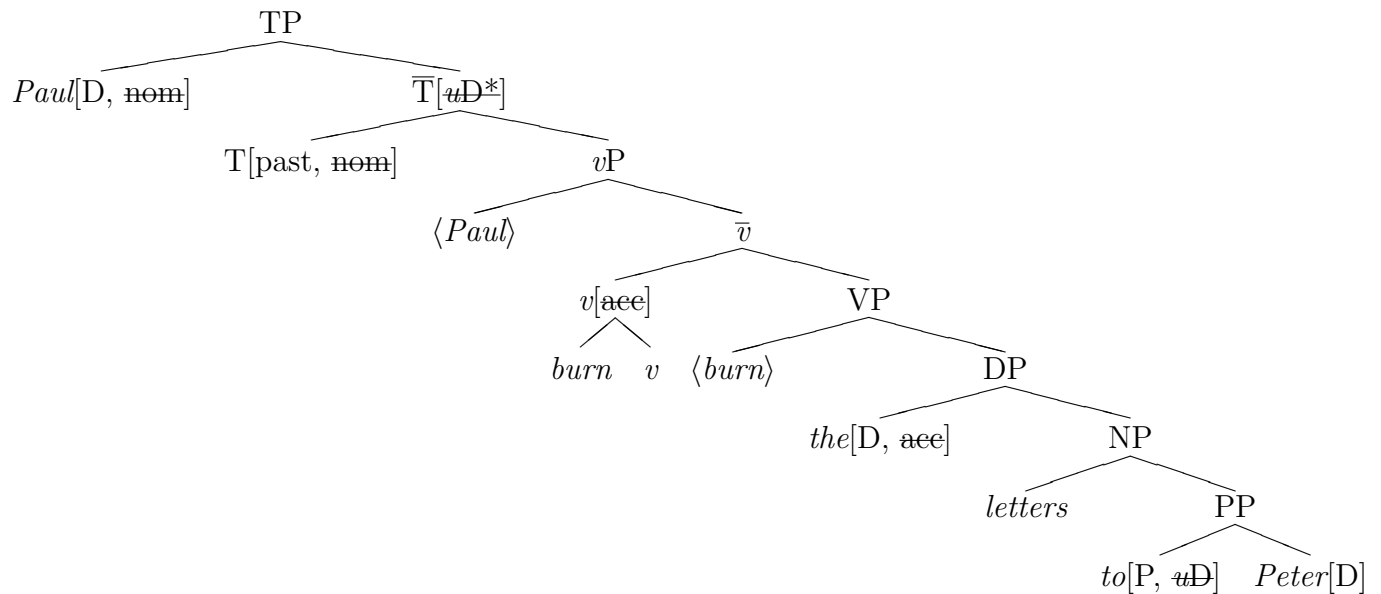 TP
Paul[D, nom] T̅[uD*]
T[past, nom] vP
⟨Paul⟩ v̅
v[acc] VP
burn v ⟨burn⟩ DP
the[D, acc] NP
letters PP
to[P, uD] Peter[D]